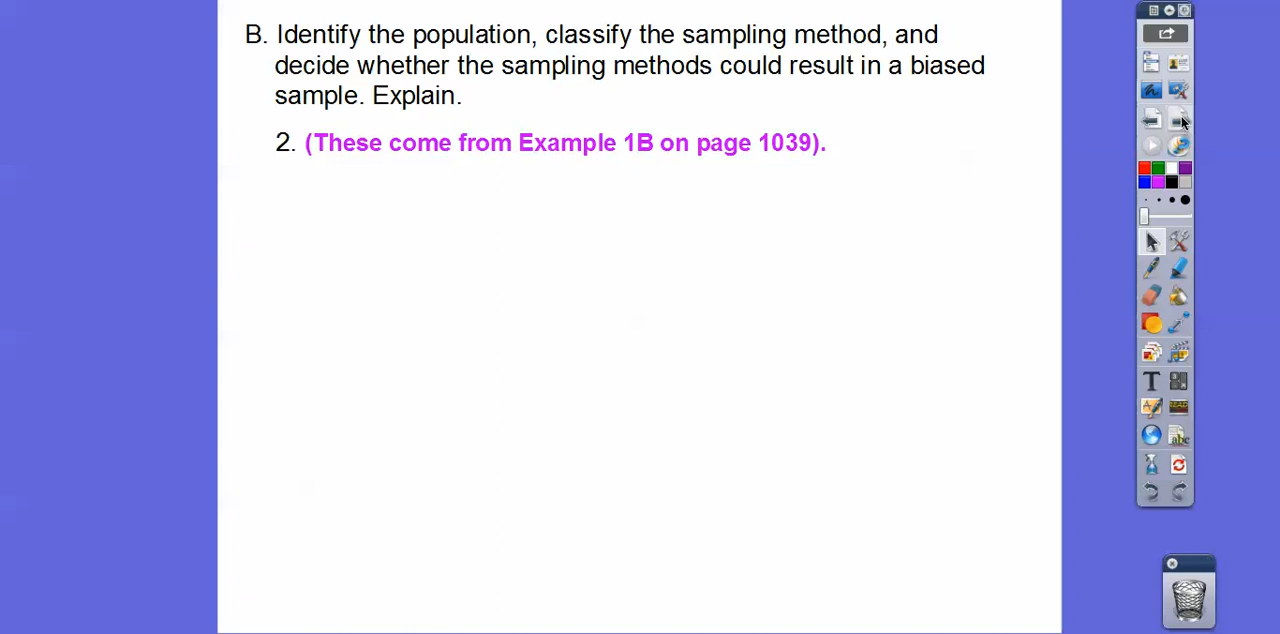 B. Identify the population, classify the sampling method, and
decide whether the sampling methods could result in a biased
sample. Explain.
2. (These come from Example 1B on page 1039).